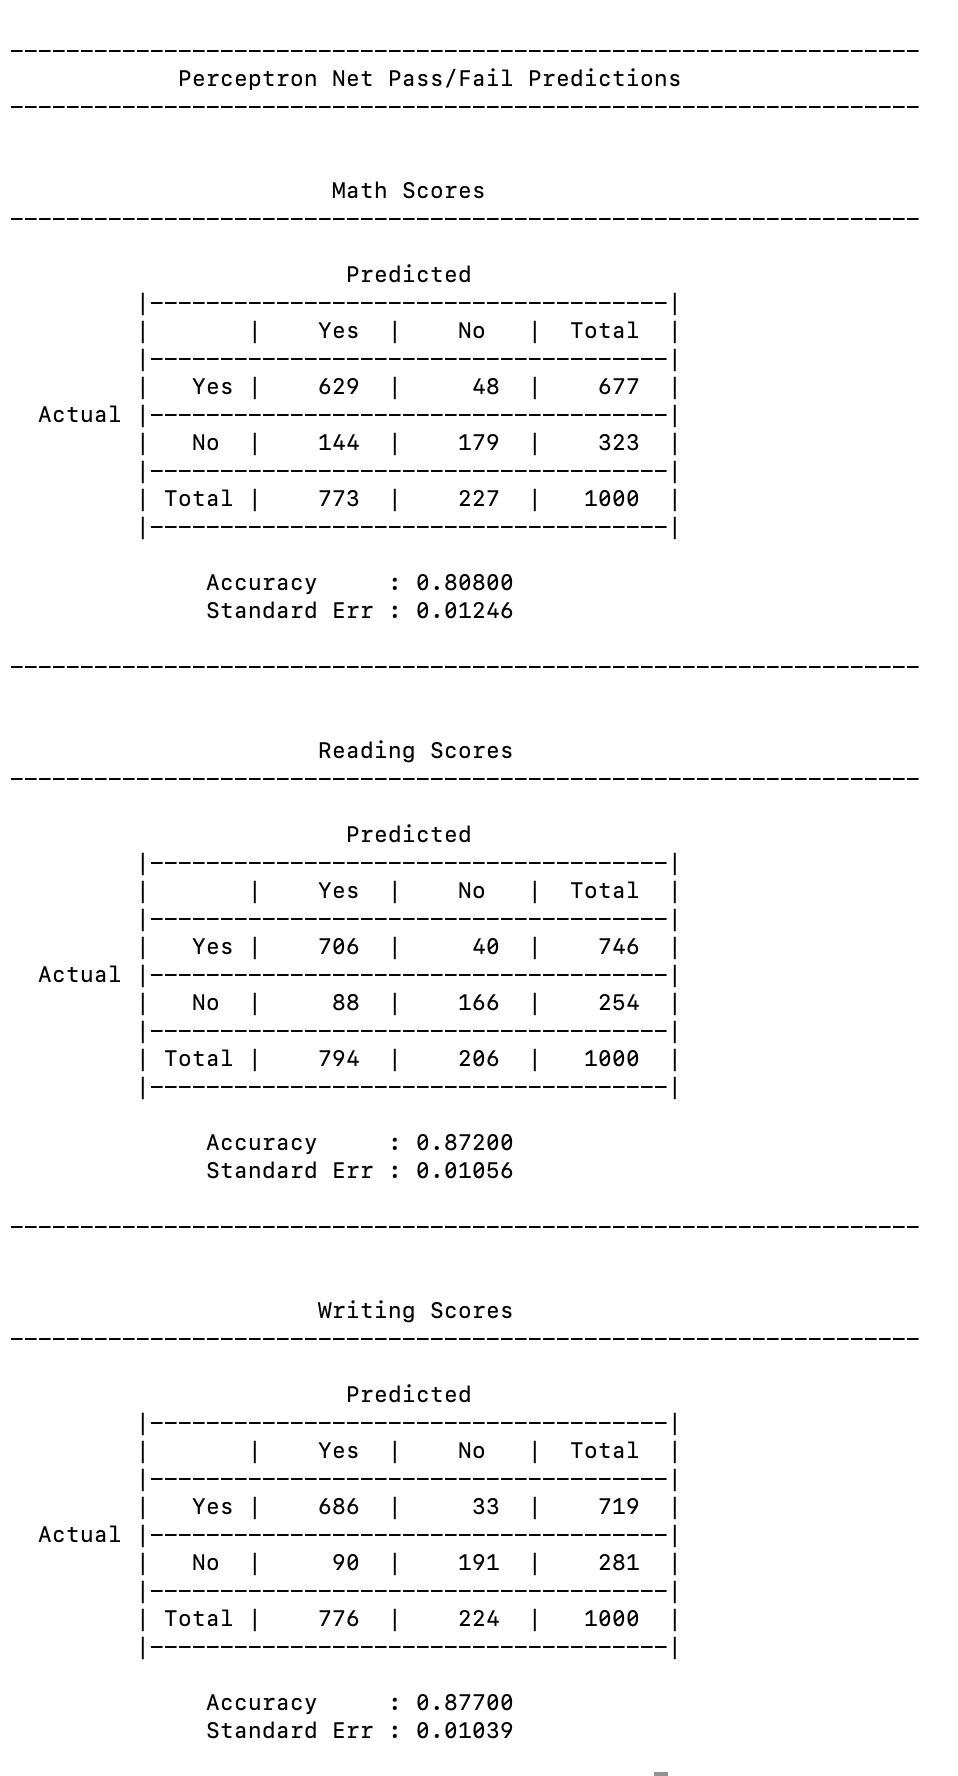 Perceptron Net Pass/Fail Predictions
Math Scores
Predicted
| | Yes | No | Total |
| Yes | 629 | 48 | 677 |
Actual
| No | 144 | 179 | 323 |
| Total | 773 | 227 | 1000 |
Accuracy : 0.80800
Standard Err : 0.01246
Reading Scores
Predicted
| | Yes | No | Total |
| Yes | 706 | 40 | 746 |
Actual
| No | 88 | 166 | 254 |
| Total | 794 | 206 | 1000 |
Accuracy : 0.87200
Standard Err : 0.01056
Writing Scores
Predicted
| | Yes | No | Total |
| Yes | 686 | 33 | 719 |
Actual
| No | 90 | 191 | 281 |
| Total | 776 | 224 | 1000 |
Accuracy : 0.87700
Standard Err : 0.01039